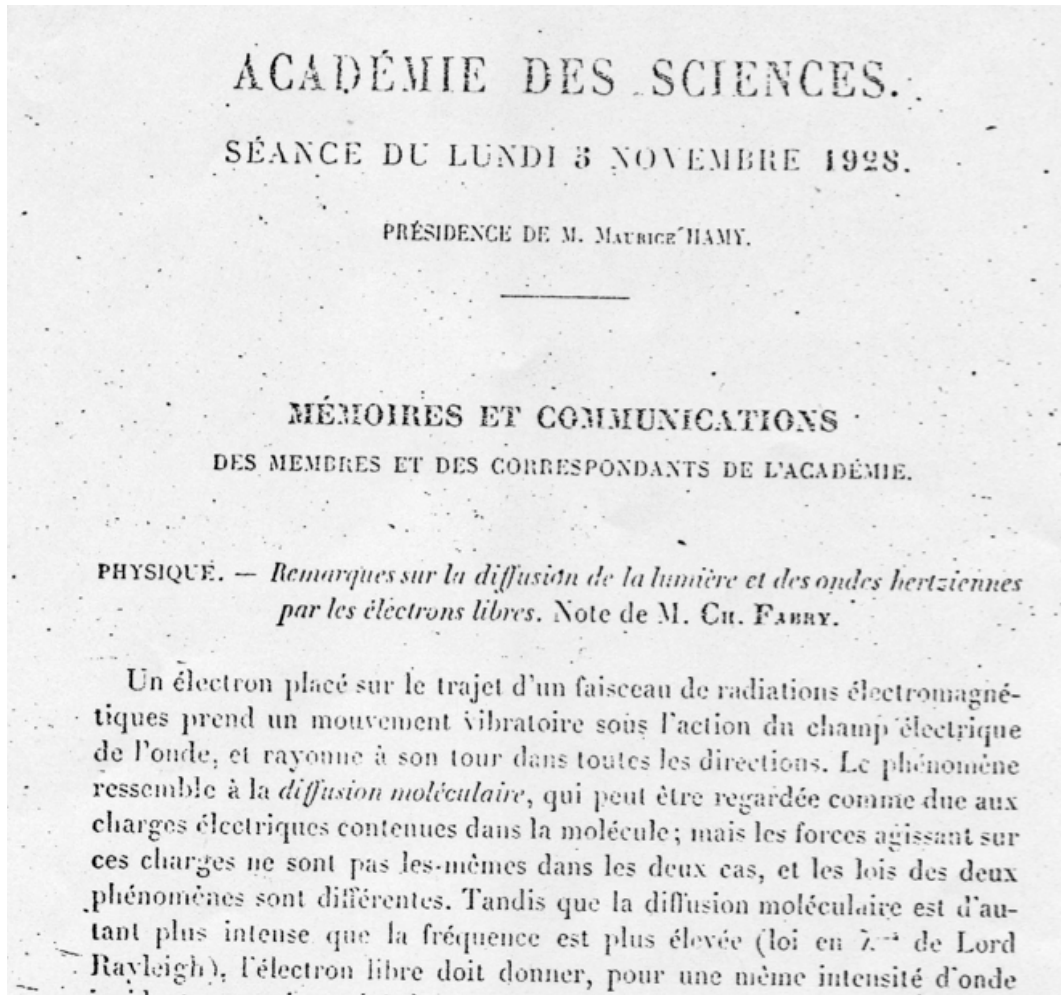 ACADÉMIE DES SCIENCES.
SÉANCE DU LUNDI 5 NOVEMBRE 1928.
PRÉSIDENCE DE M. MAURICE HAMY.
MÉMOIRES ET COMMUNICATIONS
DES MEMBRES ET DES CORRESPONDANTS DE L'ACADÉMIE.
PHYSIQUE. — Remarques sur la diffusion de la lumière et des ondes hertziennes
par les électrons libres. Note de M. CH. FABRY.
Un électron placé sur le trajet d'un faisceau de radiations électromagné-
tiques prend un mouvement vibratoire sous l'action du champ électrique
de l'onde, et rayonne à son tour dans toutes les directions. Le phénomène
ressemble à la diffusion moléculaire, qui peut être regardée comme due aux
charges électriques contenues dans la molécule; mais les forces agissant sur
ces charges ne sont pas les mêmes dans les deux cas, et les lois des deux
phénomènes sont différentes. Tandis que la diffusion moléculaire est d'au-
tant plus intense que la fréquence est plus élevée (loi en λ⁻⁴ de Lord
Rayleigh), l'électron libre doit donner, pour une même intensité d'onde